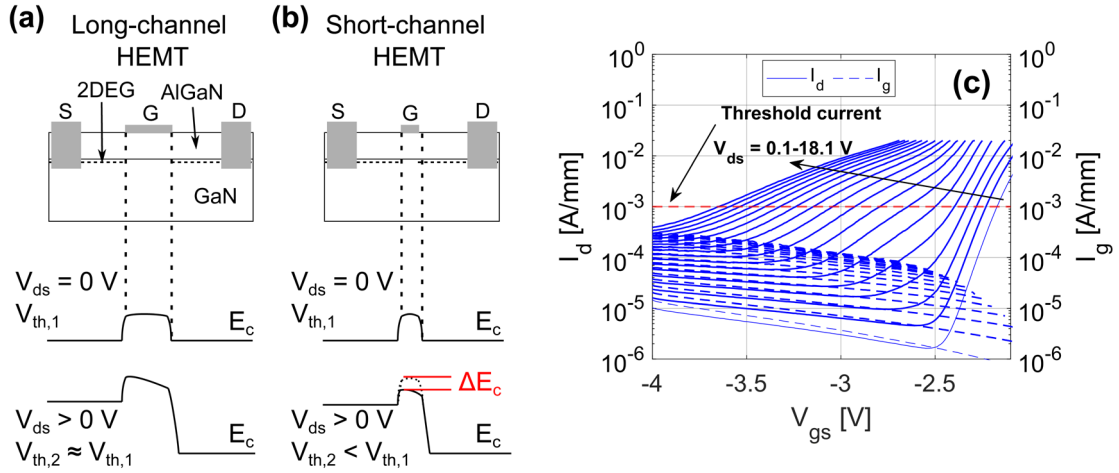 (a)
Long-channel
HEMT
2DEG
AlGaN
S
G
D
GaN
V_ds = 0 V
V_th,1
E_c
V_ds > 0 V
V_th,2 ≈ V_th,1
E_c
(b)
Short-channel
HEMT
S
G
D
V_ds = 0 V
V_th,1
E_c
ΔE_c
V_ds > 0 V
V_th,2 < V_th,1
E_c
(c)
I_d
I_g
Threshold current
V_ds = 0.1-18.1 V
I_d [A/mm]
10^0
10^-1
10^-2
10^-3
10^-4
10^-5
10^-6
I_g [A/mm]
10^0
10^-1
10^-2
10^-3
10^-4
10^-5
10^-6
-4
-3.5
-3
-2.5
V_gs [V]